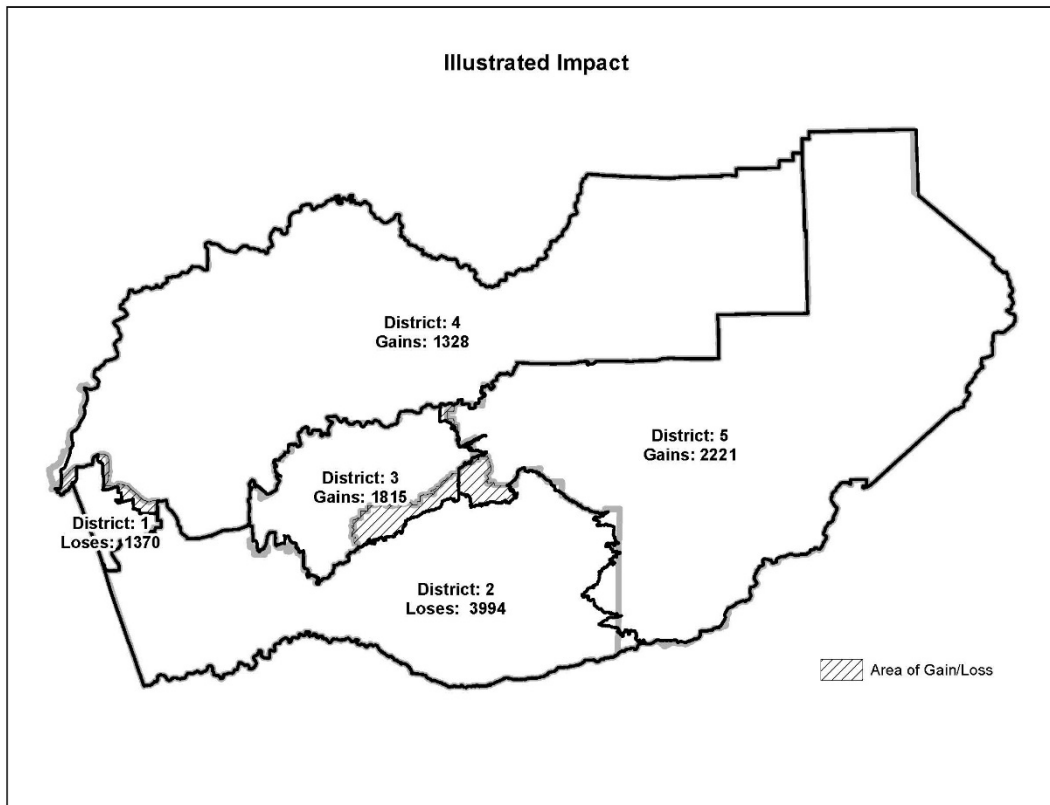 Illustrated Impact
District: 4
Gains: 1328
District: 5
Gains: 2221
District: 3
Gains: 1815
District: 1
Loses: 1370
District: 2
Loses: 3994
Area of Gain/Loss